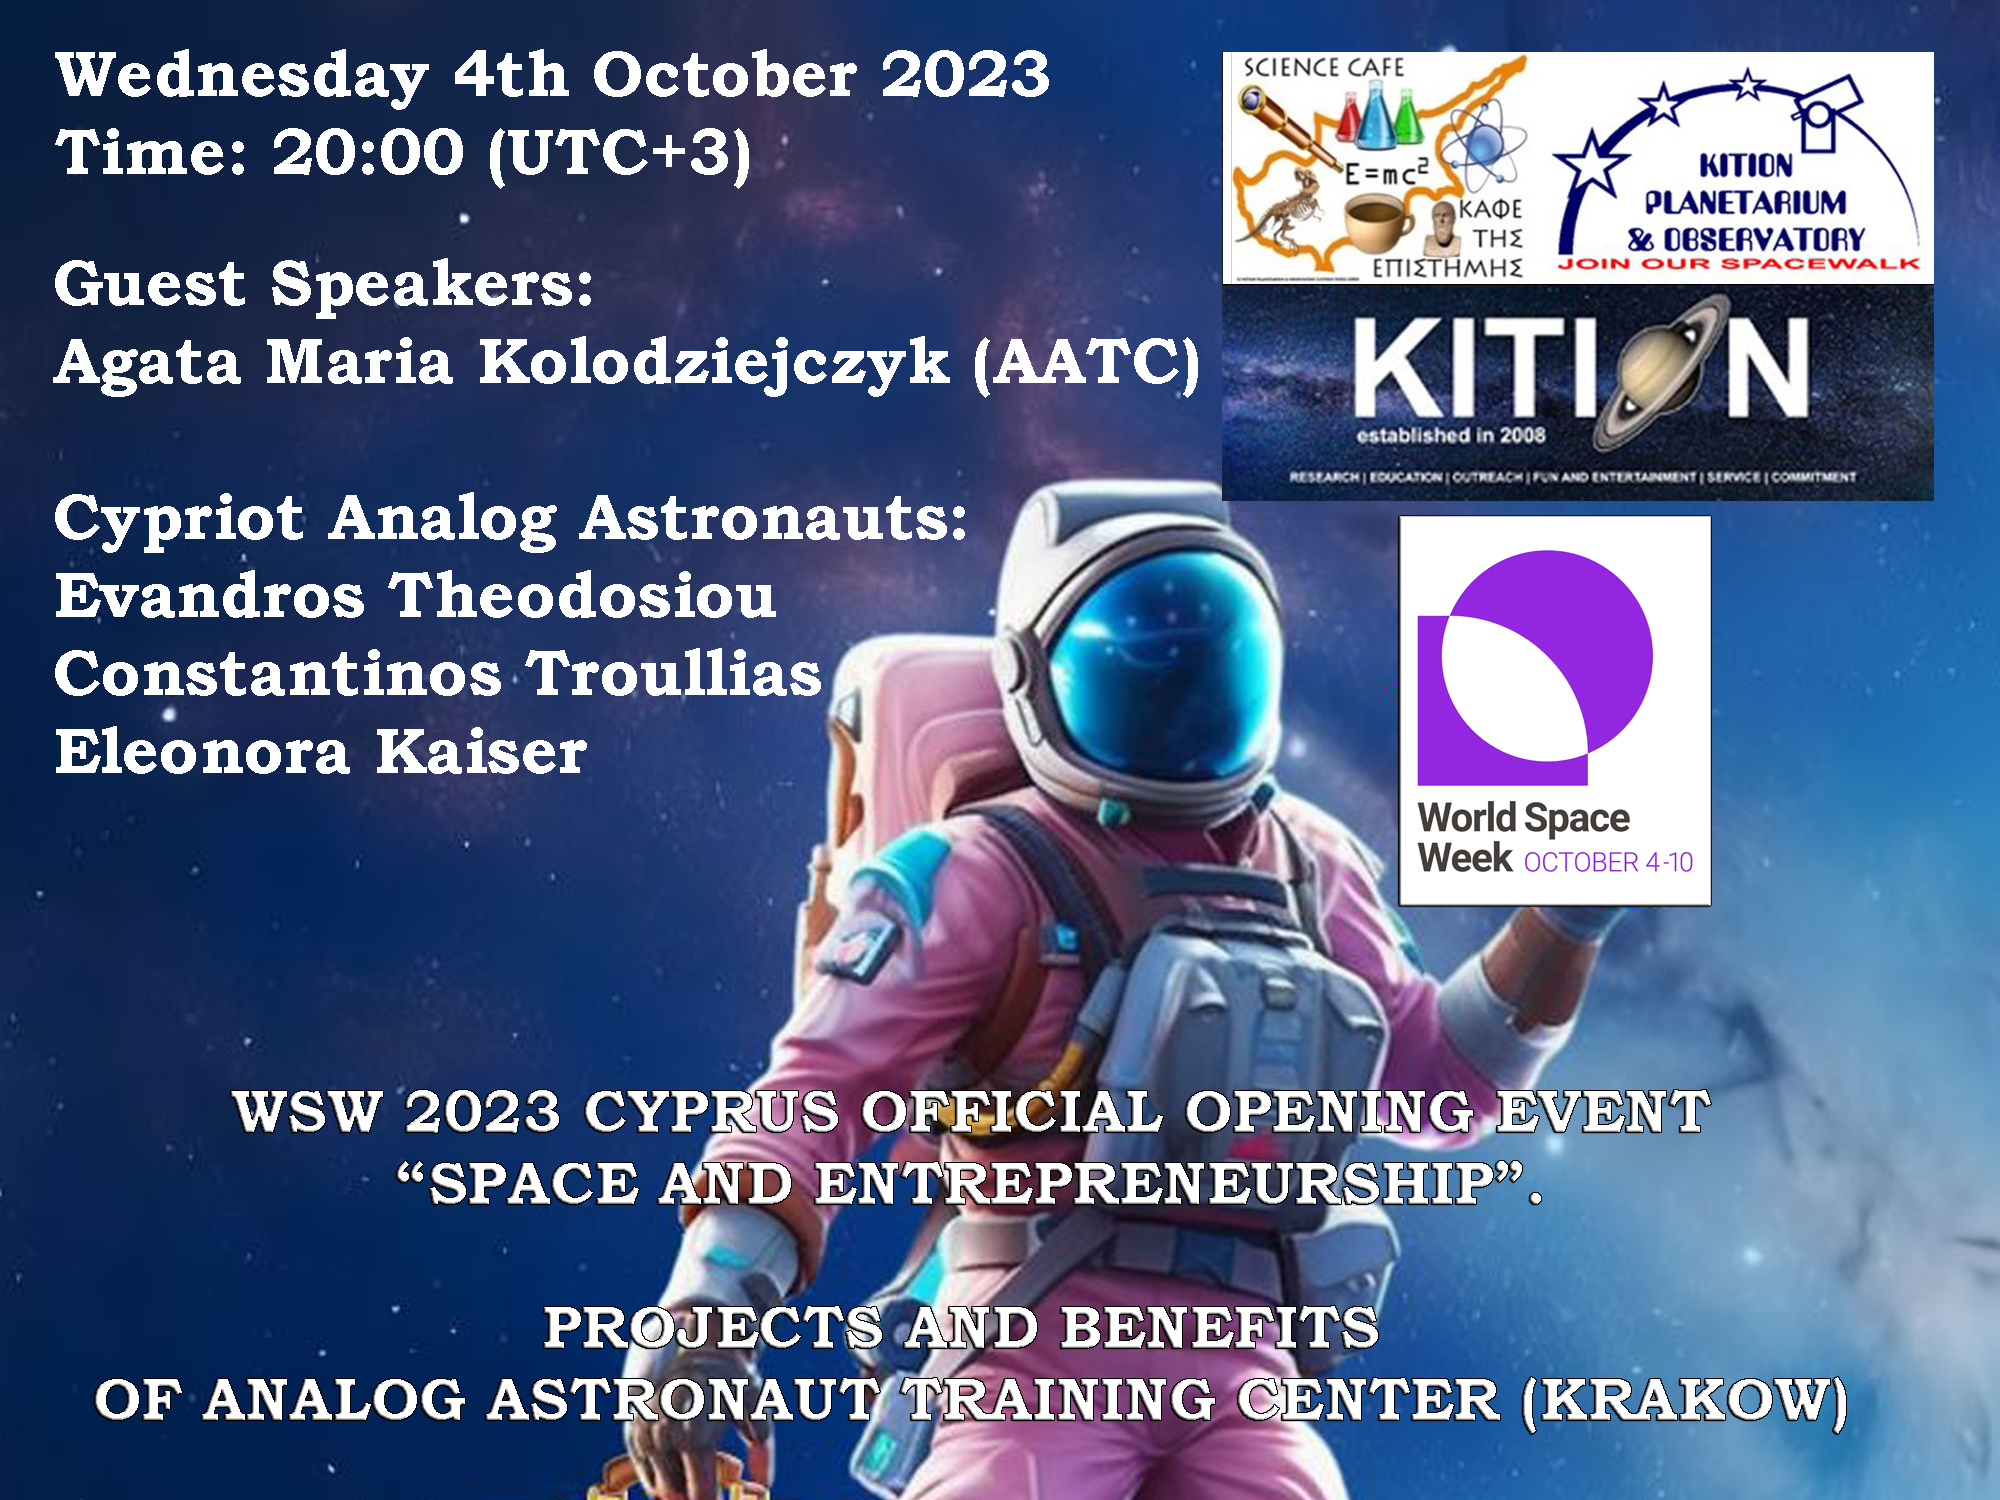 Wednesday 4th October 2023
Time: 20:00 (UTC+3)
Guest Speakers:
Agata Maria Kolodziejczyk (AATC)
Cypriot Analog Astronauts:
Evandros Theodosiou
Constantinos Troullias
Eleonora Kaiser
SCIENCE CAFE
E=mc²
ΚΑΦΕ
ΤΗΣ
ΕΠΙΣΤΗΜΗΣ
KITION
PLANETARIUM
& OBSERVATORY
JOIN OUR SPACEWALK
KITION
established in 2008
RESEARCH | EDUCATION | OUTREACH | FUN AND ENTERTAINMENT | SERVICE | COMMITMENT
World Space
Week OCTOBER 4-10
WSW 2023 CYPRUS OFFICIAL OPENING EVENT
“SPACE AND ENTREPRENEURSHIP”.
PROJECTS AND BENEFITS
OF ANALOG ASTRONAUT TRAINING CENTER (KRAKOW)